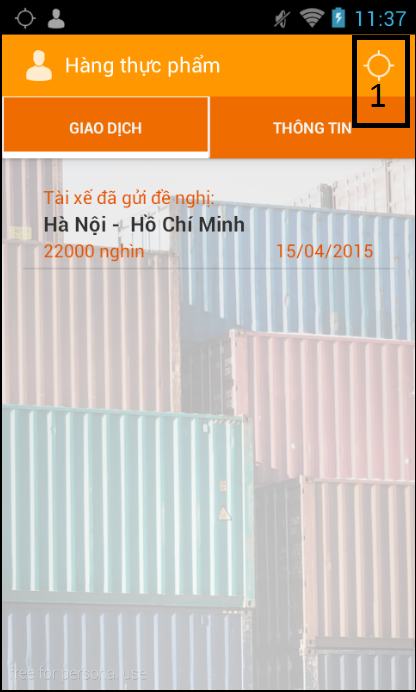 11:37
Hàng thực phẩm
1
GIAO DỊCH
THÔNG TIN
Tài xế đã gửi đề nghị:
Hà Nội - Hồ Chí Minh
22000 nghìn
15/04/2015
free for personal use